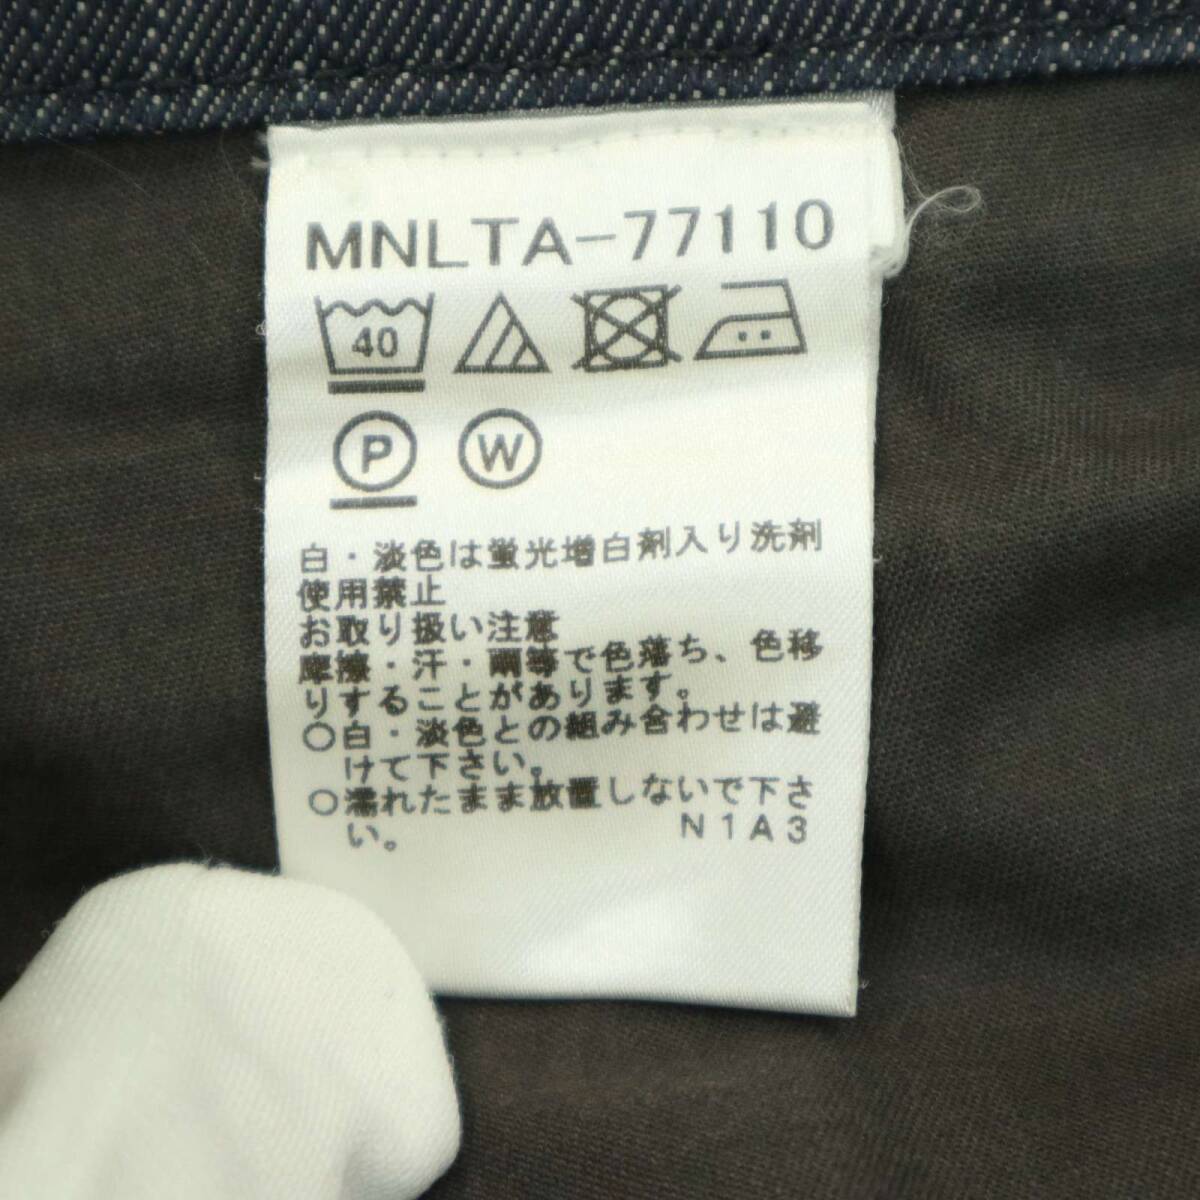 MNLTA-77110
40
P W
白・淡色は蛍光増白剤入り洗剤
使用禁止
お取り扱い注意
摩擦・汗・雨等で色落ち、色移
りすることがあります。
○白・淡色との組み合わせは避
けて下さい。
○濡れたまま放置しないで下さ
い。
N1A3